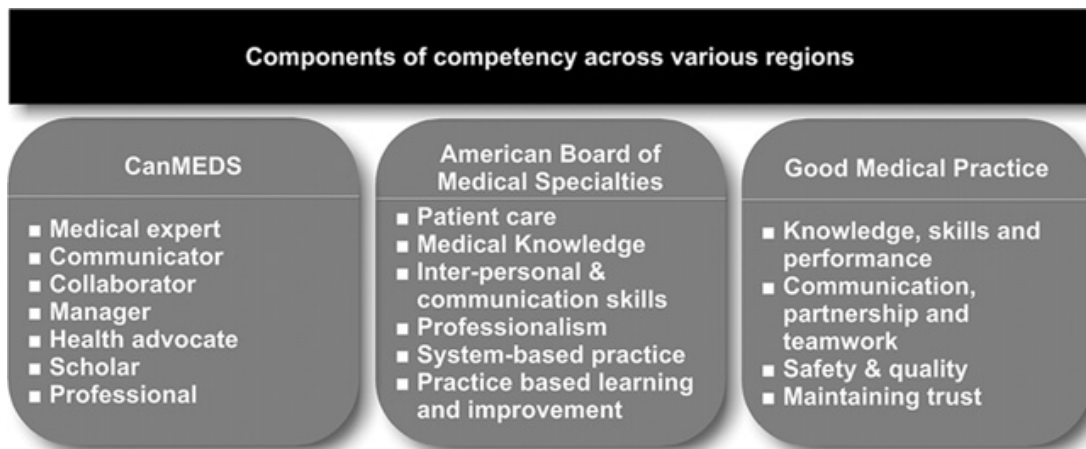 Components of competency across various regions
CanMEDS
■ Medical expert
■ Communicator
■ Collaborator
■ Manager
■ Health advocate
■ Scholar
■ Professional
American Board of
Medical Specialties
■ Patient care
■ Medical Knowledge
■ Inter-personal &
communication skills
■ Professionalism
■ System-based practice
■ Practice based learning
and improvement
Good Medical Practice
■ Knowledge, skills and
performance
■ Communication,
partnership and
teamwork
■ Safety & quality
■ Maintaining trust